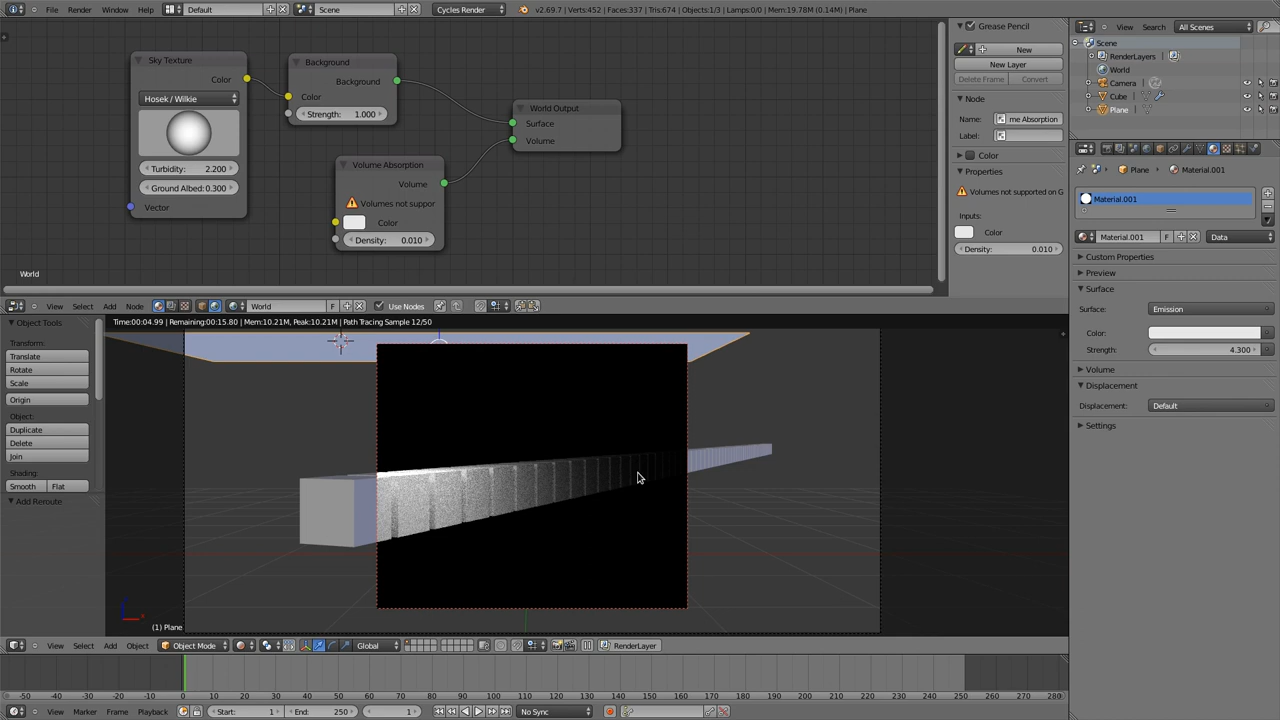 File Render Window Help Default Scene Cycles Render v2.69.7 | Verts:452 | Faces:337 | Tris:674 | Objects:1/3 | Lamps:0/0 | Mem:19.78M (0.14M) | Plane
Sky Texture
Color
Hosek / Wilkie
Turbidity: 2.200
Ground Albed: 0.300
Vector
Background
Background
Color
Strength: 1.000
Volume Absorption
Volume
Volumes not suppor
Color
Density: 0.010
World Output
Surface
Volume
World
Grease Pencil
New
New Layer
Delete Frame Convert
Node
Name: me Absorption
Label:
Color
Properties
Volumes not supported on G
Inputs:
Color
Density: 0.010
View Search All Scenes
Scene
RenderLayers
World
Camera
Cube
Plane
Plane Material.001
Material.001
Material.001 F Data
Custom Properties
Preview
Surface
Surface: Emission
Color:
Strength: 4.300
Volume
Displacement
Displacement: Default
Settings
View Select Add Node World F Use Nodes
Object Tools
Transform:
Translate
Rotate
Scale
Origin
Object:
Duplicate
Delete
Join
Shading:
Smooth Flat
Add Reroute
Time:00:04.99 | Remaining:00:15.80 | Mem:10.21M, Peak:10.21M | Path Tracing Sample 12/50
(1) Plane
View Select Add Object Object Mode Global RenderLayer
-50 -40 -30 -20 -10 0 10 20 30 40 50 60 70 80 90 100 110 120 130 140 150 160 170 180 190 200 210 220 230 240 250 260 270 280
View Marker Frame Playback Start: 1 End: 250 1 No Sync